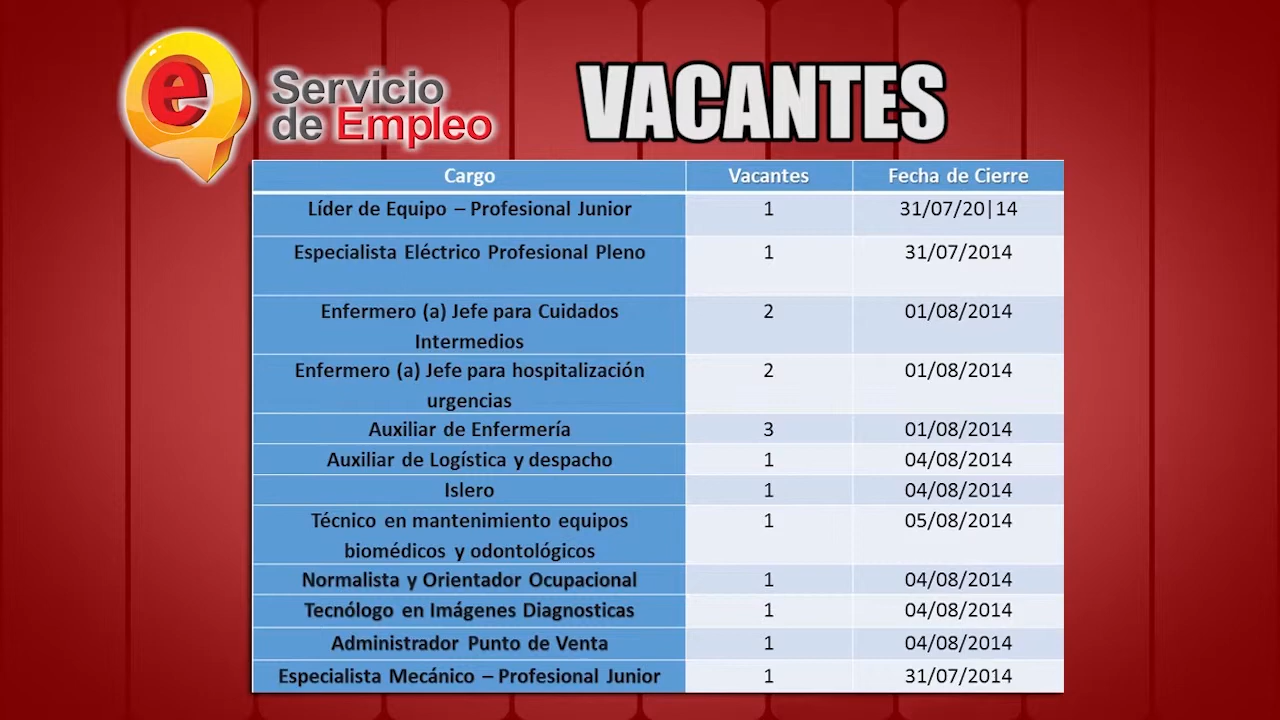 e
Servicio
de Empleo
VACANTES
Cargo Vacantes Fecha de Cierre
Líder de Equipo – Profesional Junior 1 31/07/20|14
Especialista Eléctrico Profesional Pleno 1 31/07/2014
Enfermero (a) Jefe para Cuidados 2 01/08/2014
Intermedios
Enfermero (a) Jefe para hospitalización 2 01/08/2014
urgencias
Auxiliar de Enfermería 3 01/08/2014
Auxiliar de Logística y despacho 1 04/08/2014
Islero 1 04/08/2014
Técnico en mantenimiento equipos 1 05/08/2014
biomédicos y odontológicos
Normalista y Orientador Ocupacional 1 04/08/2014
Tecnólogo en Imágenes Diagnosticas 1 04/08/2014
Administrador Punto de Venta 1 04/08/2014
Especialista Mecánico – Profesional Junior 1 31/07/2014